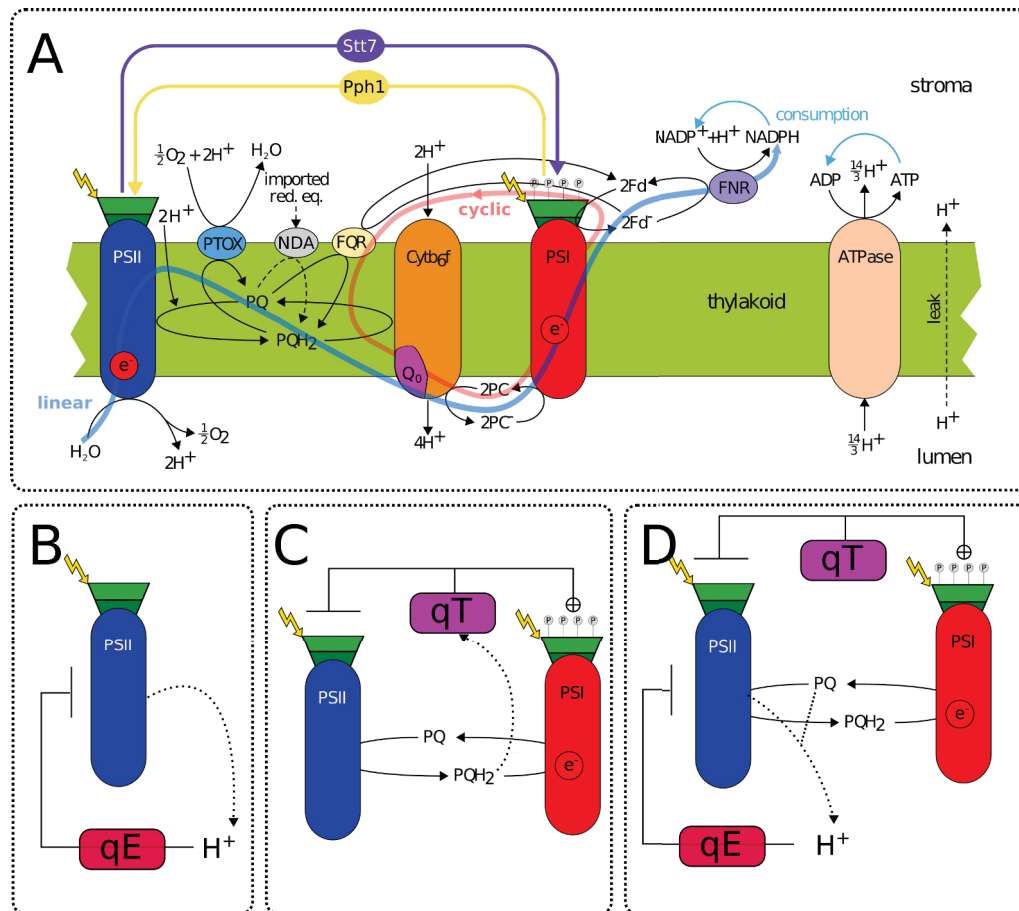 A
Stt7
Pph1
stroma
consumption
NADP⁺+H⁺ NADPH
½O₂+2H⁺ H₂O
2H⁺
imported
red. eq.
P P P P
2Fd
FNR
ADP 14/3H⁺ ATP
2H⁺
cyclic
2Fd⁻
H⁺
PTOX NDA FQR
PSII
Cytb₆f
PSI
ATPase
PQ
thylakoid
leak
PQH₂
e⁻
e⁻
Q₀
linear
2PC
2PC⁻
H₂O
½O₂
2H⁺
4H⁺
14/3H⁺
H⁺
lumen
B
PSII
qE
H⁺
C
qT
P P P P
PSII
PSI
PQ
PQH₂
e⁻
D
qT
P P P P
PSII
PSI
PQ
PQH₂
e⁻
qE
H⁺